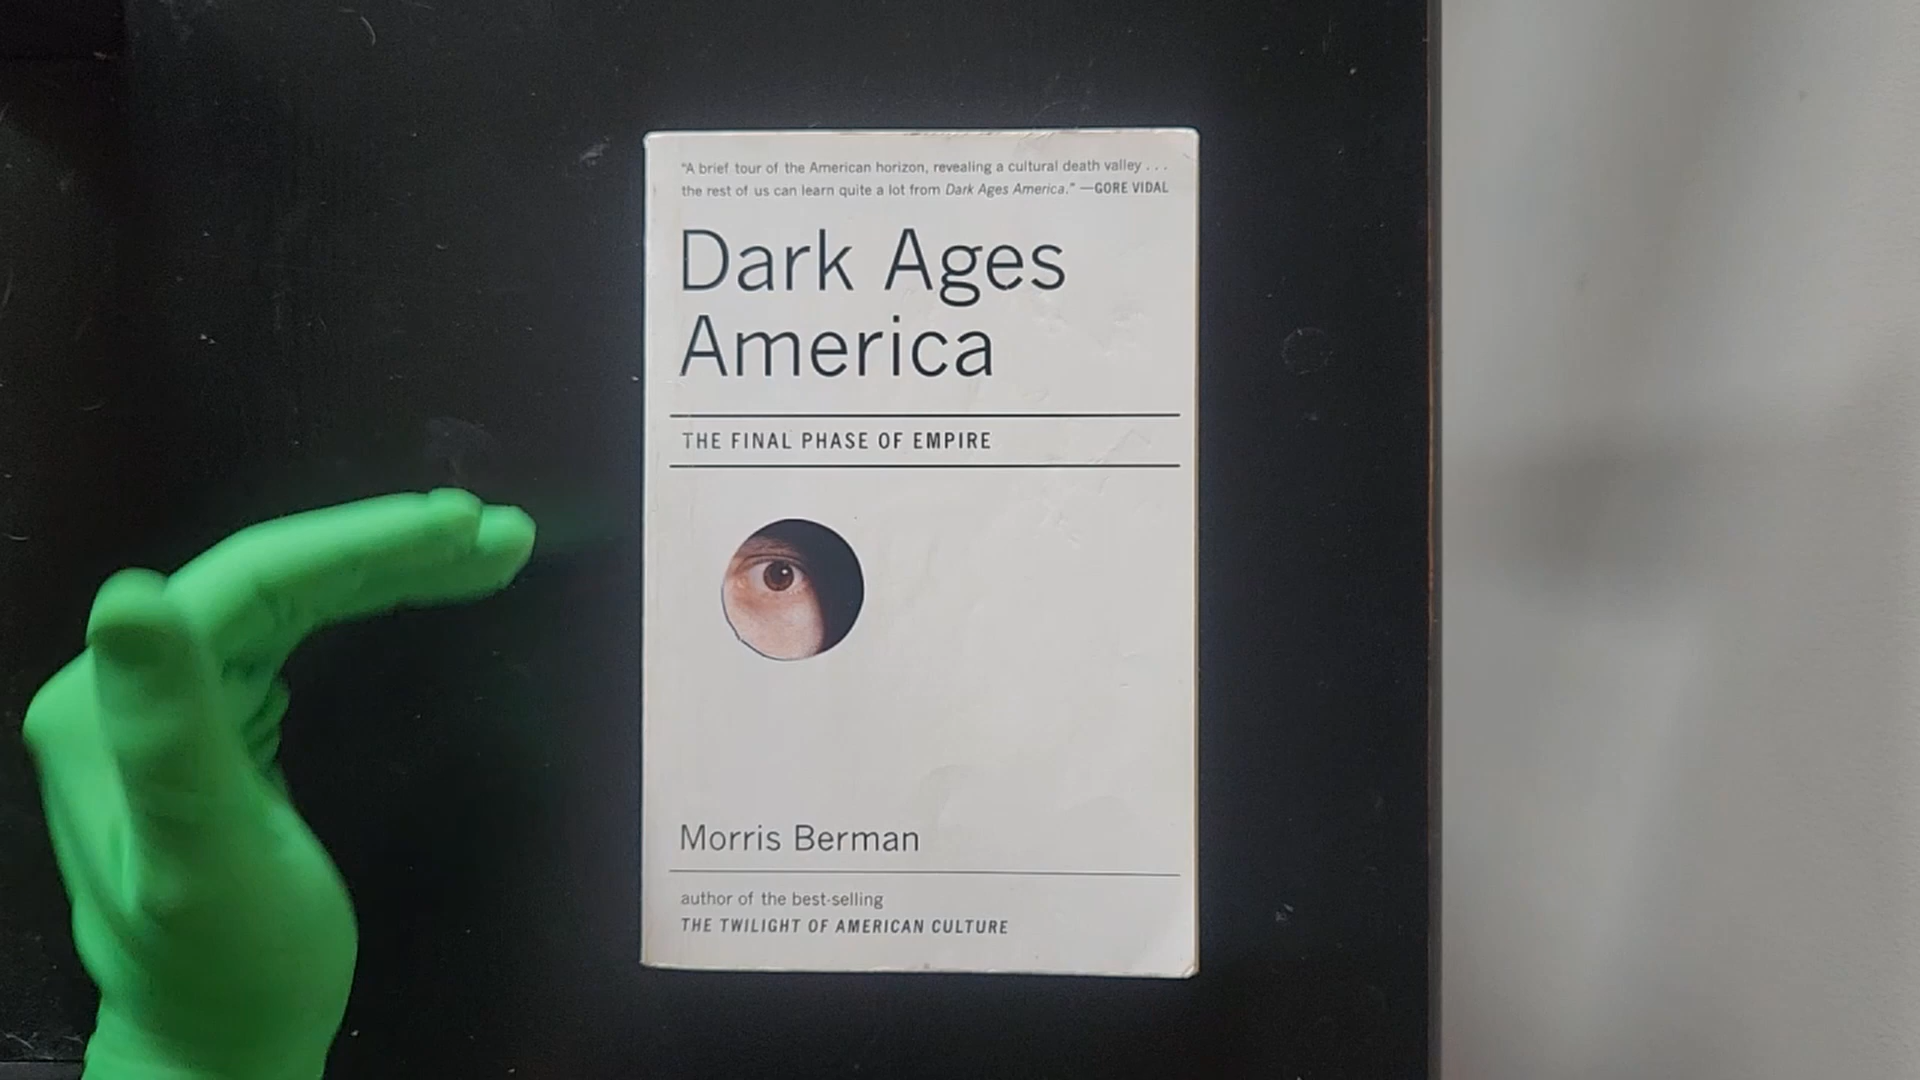 "A brief tour of the American horizon, revealing a cultural death valley . . .
the rest of us can learn quite a lot from Dark Ages America." —GORE VIDAL
Dark Ages
America
THE FINAL PHASE OF EMPIRE
Morris Berman
author of the best-selling
THE TWILIGHT OF AMERICAN CULTURE